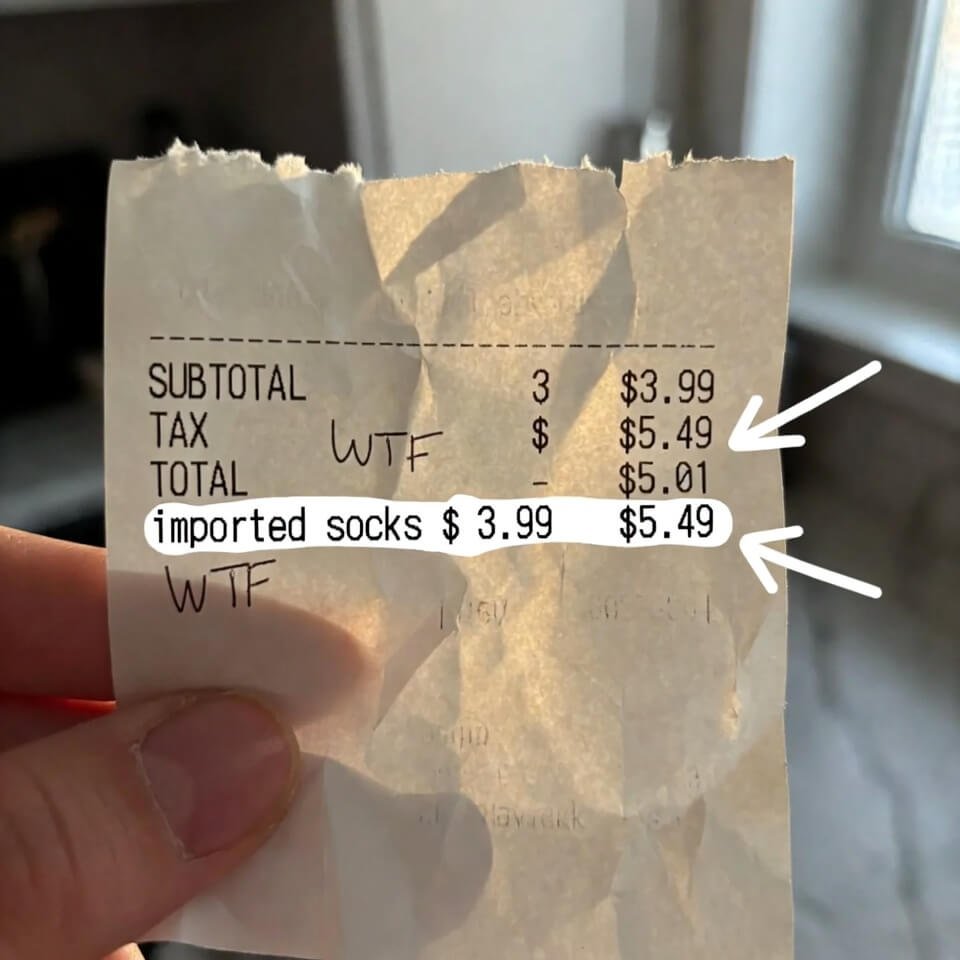 SUBTOTAL 3 $3.99
TAX $ $5.49
WTF
TOTAL - $5.01
imported socks $ 3.99 $5.49
WTF